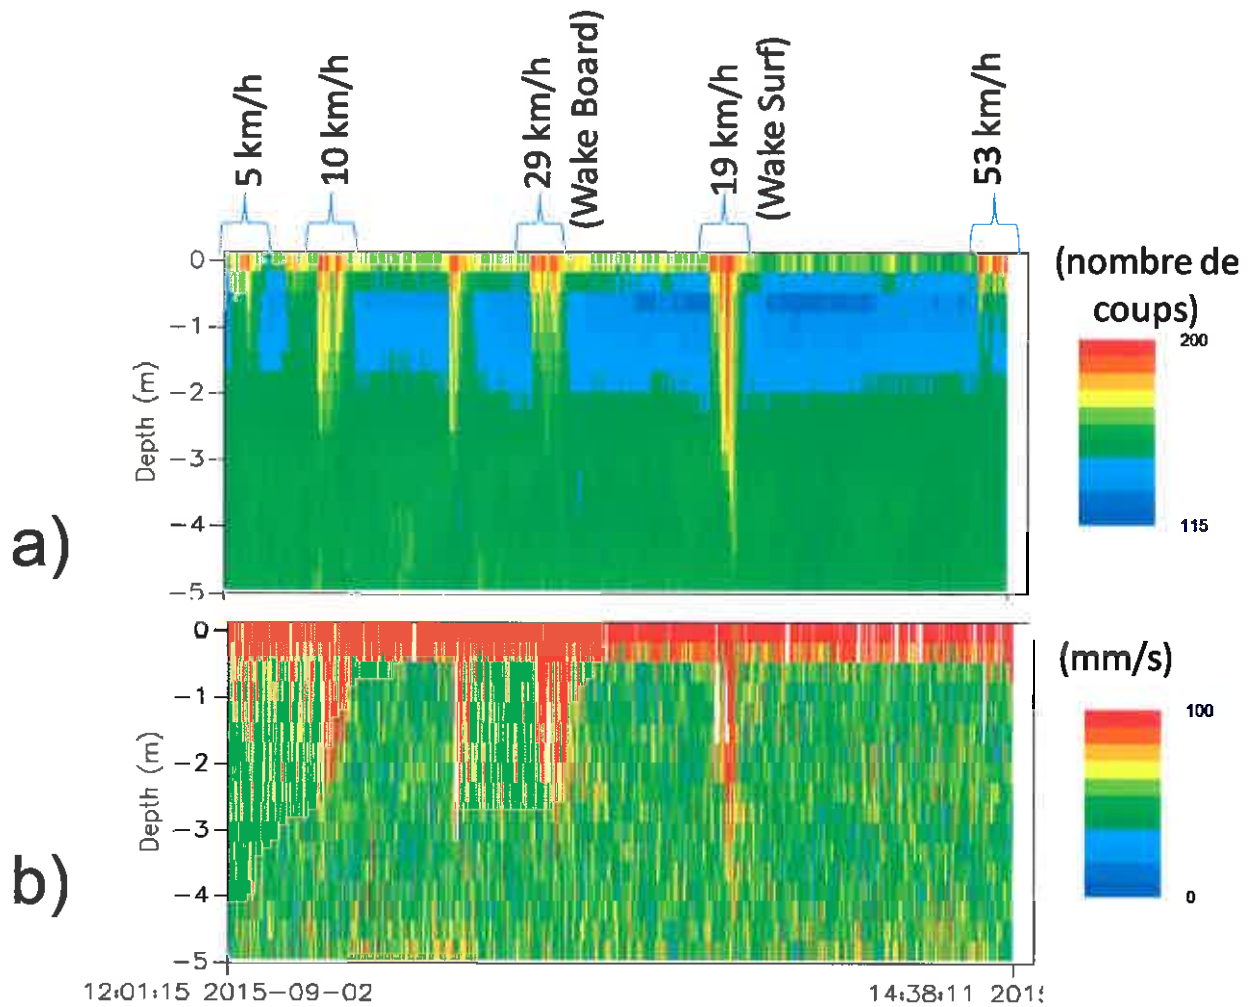 5 km/h
10 km/h
29 km/h
(Wake Board)
19 km/h
(Wake Surf)
53 km/h
(nombre de
coups)
200
115
0
-1
-2
-3
-4
-5
Depth (m)
a)
(mm/s)
100
0
0
-1
-2
-3
-4
-5
Depth (m)
b)
12:01:15 2015-09-02
14:38:11 201